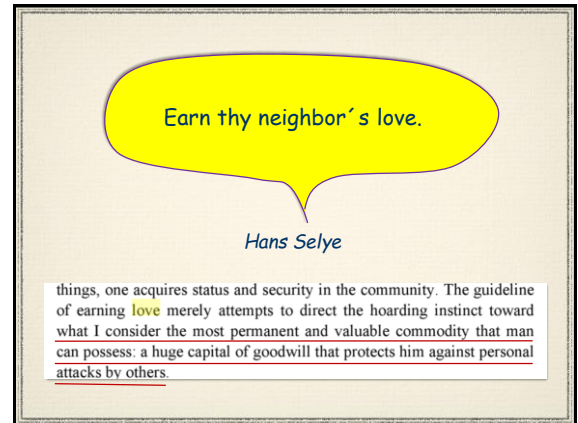 Earn thy neighbor´s love.
Hans Selye
things, one acquires status and security in the community. The guideline
of earning love merely attempts to direct the hoarding instinct toward
what I consider the most permanent and valuable commodity that man
can possess: a huge capital of goodwill that protects him against personal
attacks by others.